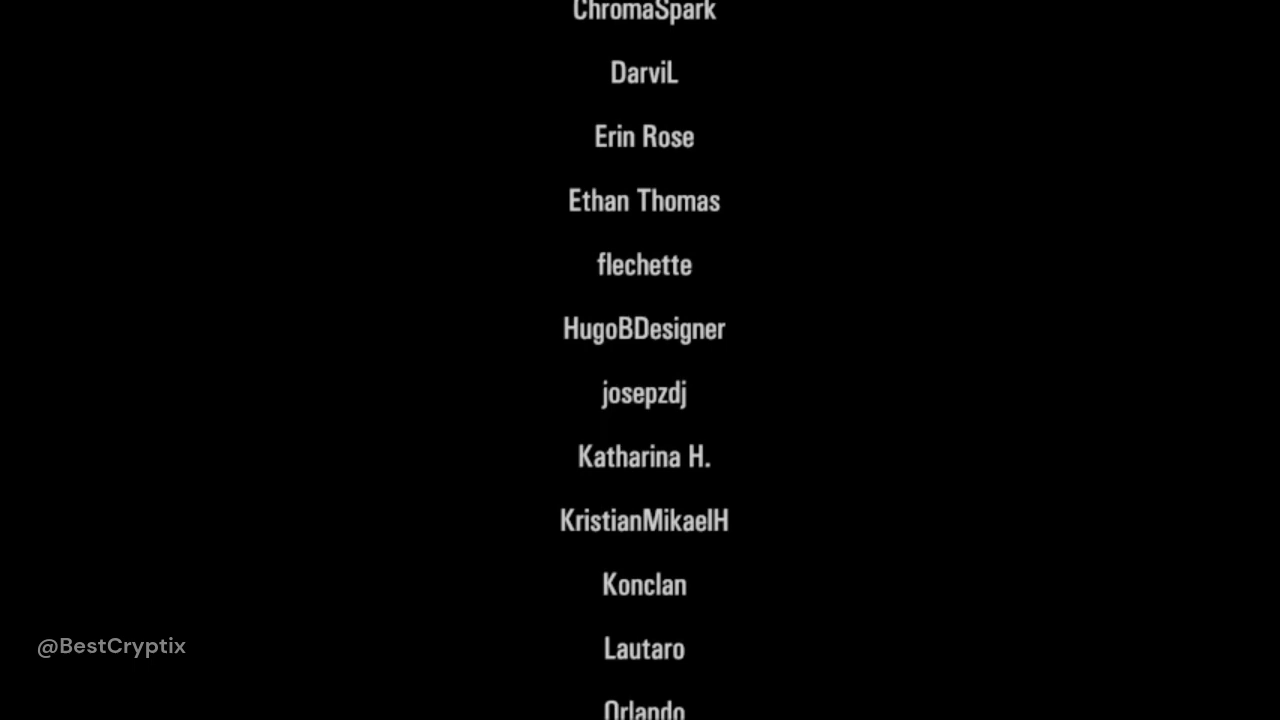 ChromaSpark
DarviL
Erin Rose
Ethan Thomas
flechette
HugoBDesigner
josepzdj
Katharina H.
KristianMikaelH
Konclan
@BestCryptix
Lautaro
Orlando